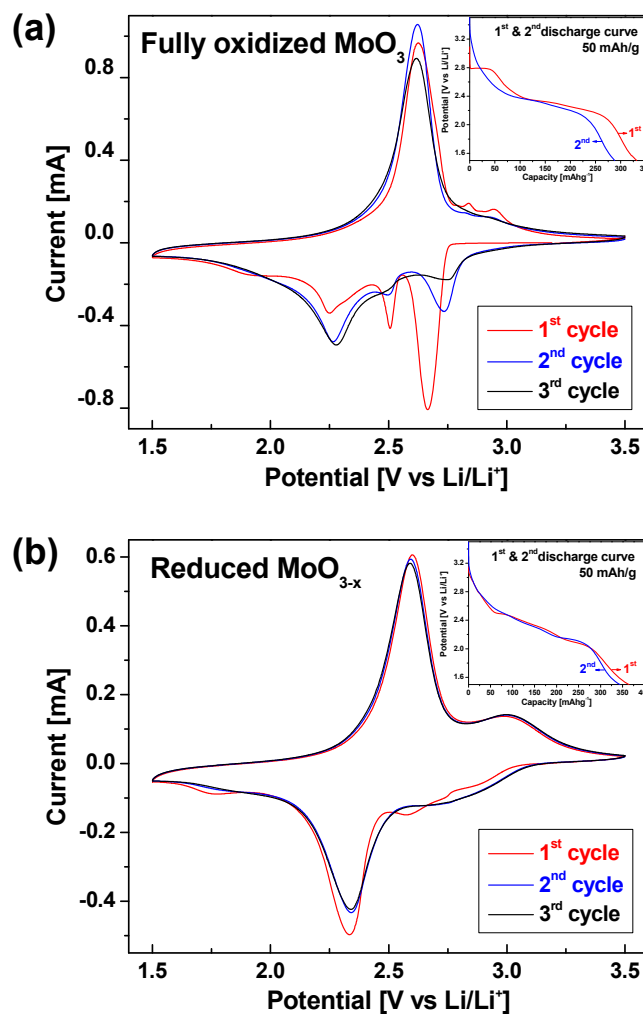 (a)
Fully oxidized MoO3
1st & 2nd discharge curve
50 mAh/g
Potential [V vs Li/Li+]
3.6
3.2
2.8
2.4
2.0
1.6
1st
2nd
0 50 100 150 200 250 300
Capacity [mAhg-1]
Current [mA]
0.8
0.4
0.0
-0.4
-0.8
1st cycle
2nd cycle
3rd cycle
1.5 2.0 2.5 3.0 3.5
Potential [V vs Li/Li+]
(b)
Reduced MoO3-x
1st & 2nd discharge curve
50 mAh/g
Potential [V vs Li/Li+]
3.6
3.2
2.8
2.4
2.0
1.6
2nd
1st
0 50 100 150 200 250 300 350
Capacity [mAhg-1]
Current [mA]
0.6
0.4
0.2
0.0
-0.2
-0.4
1st cycle
2nd cycle
3rd cycle
1.5 2.0 2.5 3.0 3.5
Potential [V vs Li/Li+]